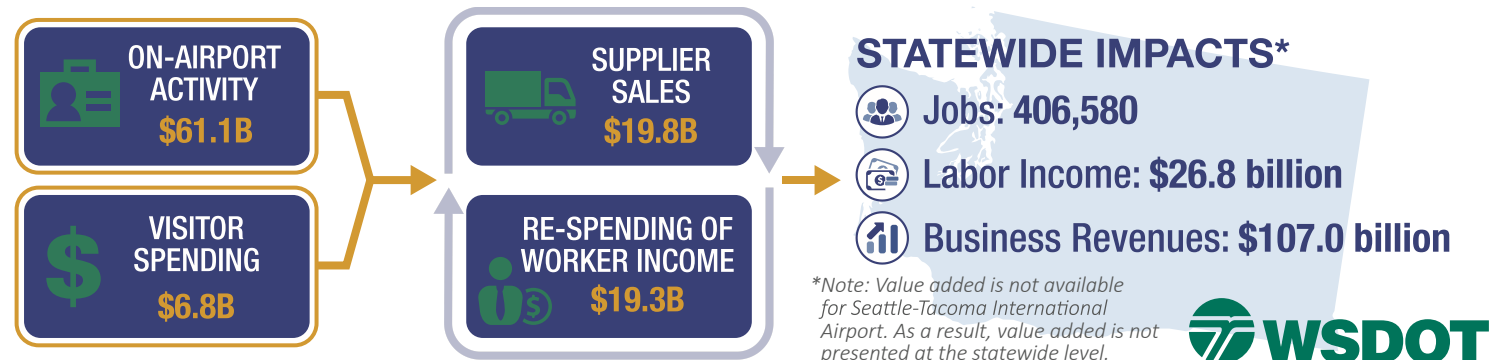 ON-AIRPORT
ACTIVITY
$61.1B
VISITOR
SPENDING
$6.8B
$
SUPPLIER
SALES
$19.8B
RE-SPENDING OF
WORKER INCOME
$19.3B
$
STATEWIDE IMPACTS*
Jobs: 406,580
$
Labor Income: $26.8 billion
Business Revenues: $107.0 billion
*Note: Value added is not available
for Seattle-Tacoma International
Airport. As a result, value added is not
presented at the statewide level.
WSDOT